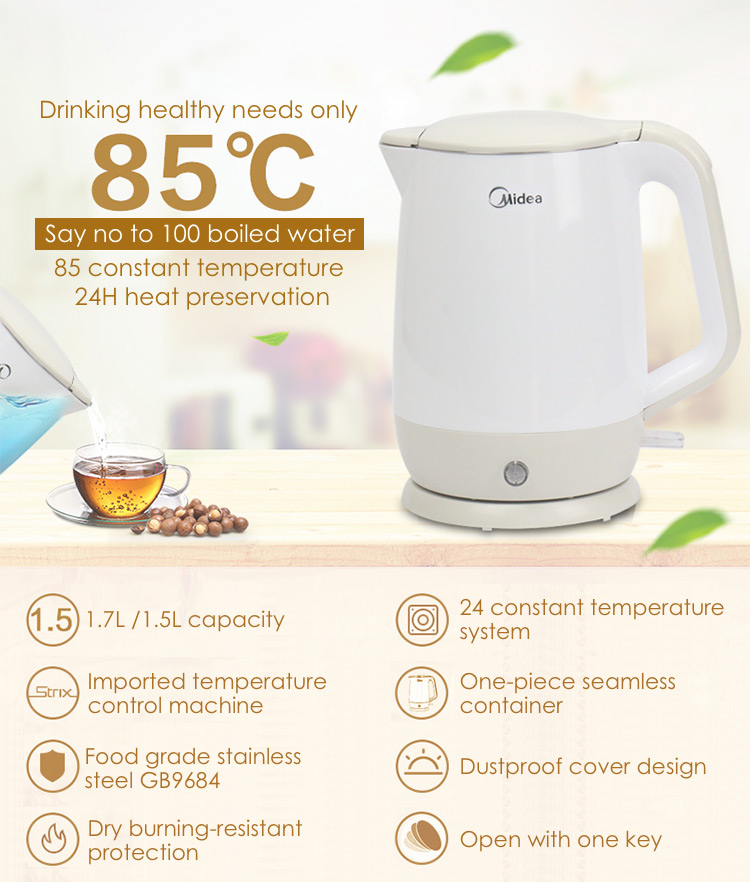 Drinking healthy needs only
85°C
Say no to 100 boiled water
85 constant temperature
24H heat preservation
Midea
1.5
1.7L /1.5L capacity
24 constant temperature
system
Strix
Imported temperature
control machine
One-piece seamless
container
Food grade stainless
steel GB9684
Dustproof cover design
Dry burning-resistant
protection
Open with one key